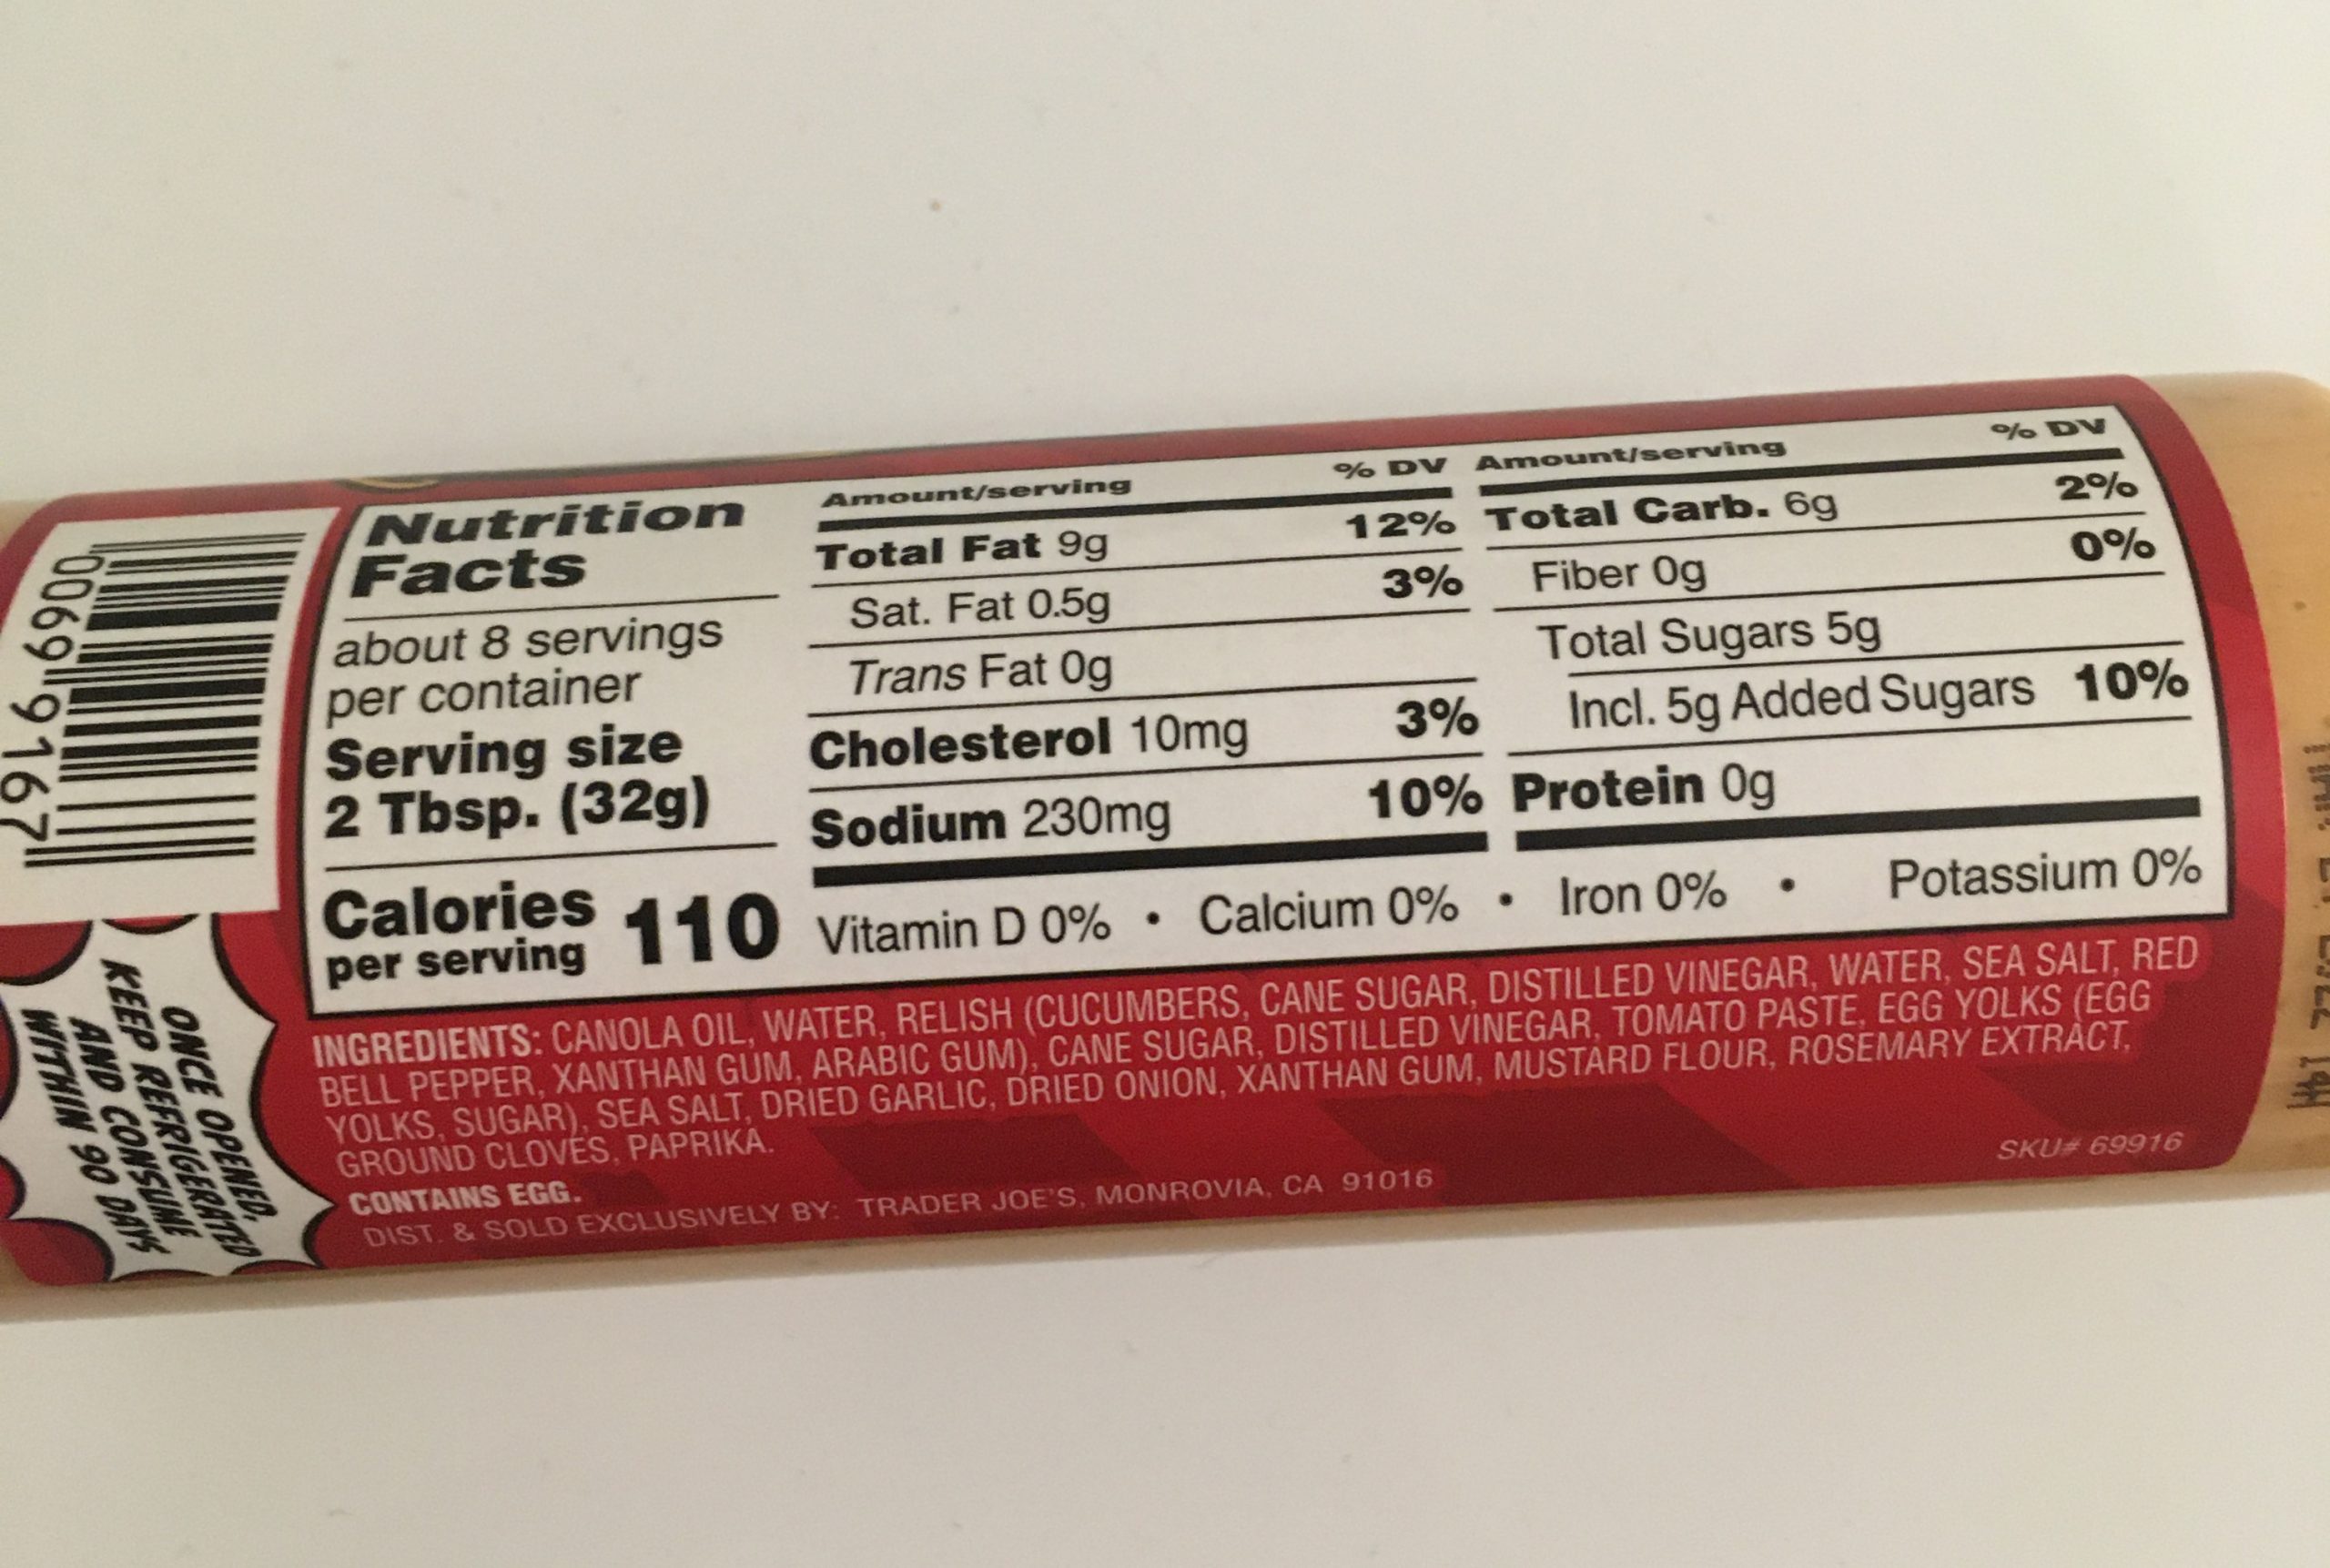 00699167
ONCE OPENED,
KEEP REFRIGERATED
AND CONSUME
WITHIN 90 DAYS
Nutrition
Facts
about 8 servings
per container
Serving size
2 Tbsp. (32g)
Calories
per serving 110
Amount/serving % DV
Total Fat 9g 12%
Sat. Fat 0.5g 3%
Trans Fat 0g
Cholesterol 10mg 3%
Sodium 230mg 10%
Amount/serving % DV
Total Carb. 6g 2%
Fiber 0g 0%
Total Sugars 5g
Incl. 5g Added Sugars 10%
Protein 0g
Vitamin D 0% • Calcium 0% • Iron 0% • Potassium 0%
INGREDIENTS: CANOLA OIL, WATER, RELISH (CUCUMBERS, CANE SUGAR, DISTILLED VINEGAR, WATER, SEA SALT, RED
BELL PEPPER, XANTHAN GUM, ARABIC GUM), CANE SUGAR, DISTILLED VINEGAR, TOMATO PASTE, EGG YOLKS (EGG
YOLKS, SUGAR), SEA SALT, DRIED GARLIC, DRIED ONION, XANTHAN GUM, MUSTARD FLOUR, ROSEMARY EXTRACT,
GROUND CLOVES, PAPRIKA.
CONTAINS EGG.
DIST. & SOLD EXCLUSIVELY BY: TRADER JOE'S, MONROVIA, CA 91016
SKU# 69916